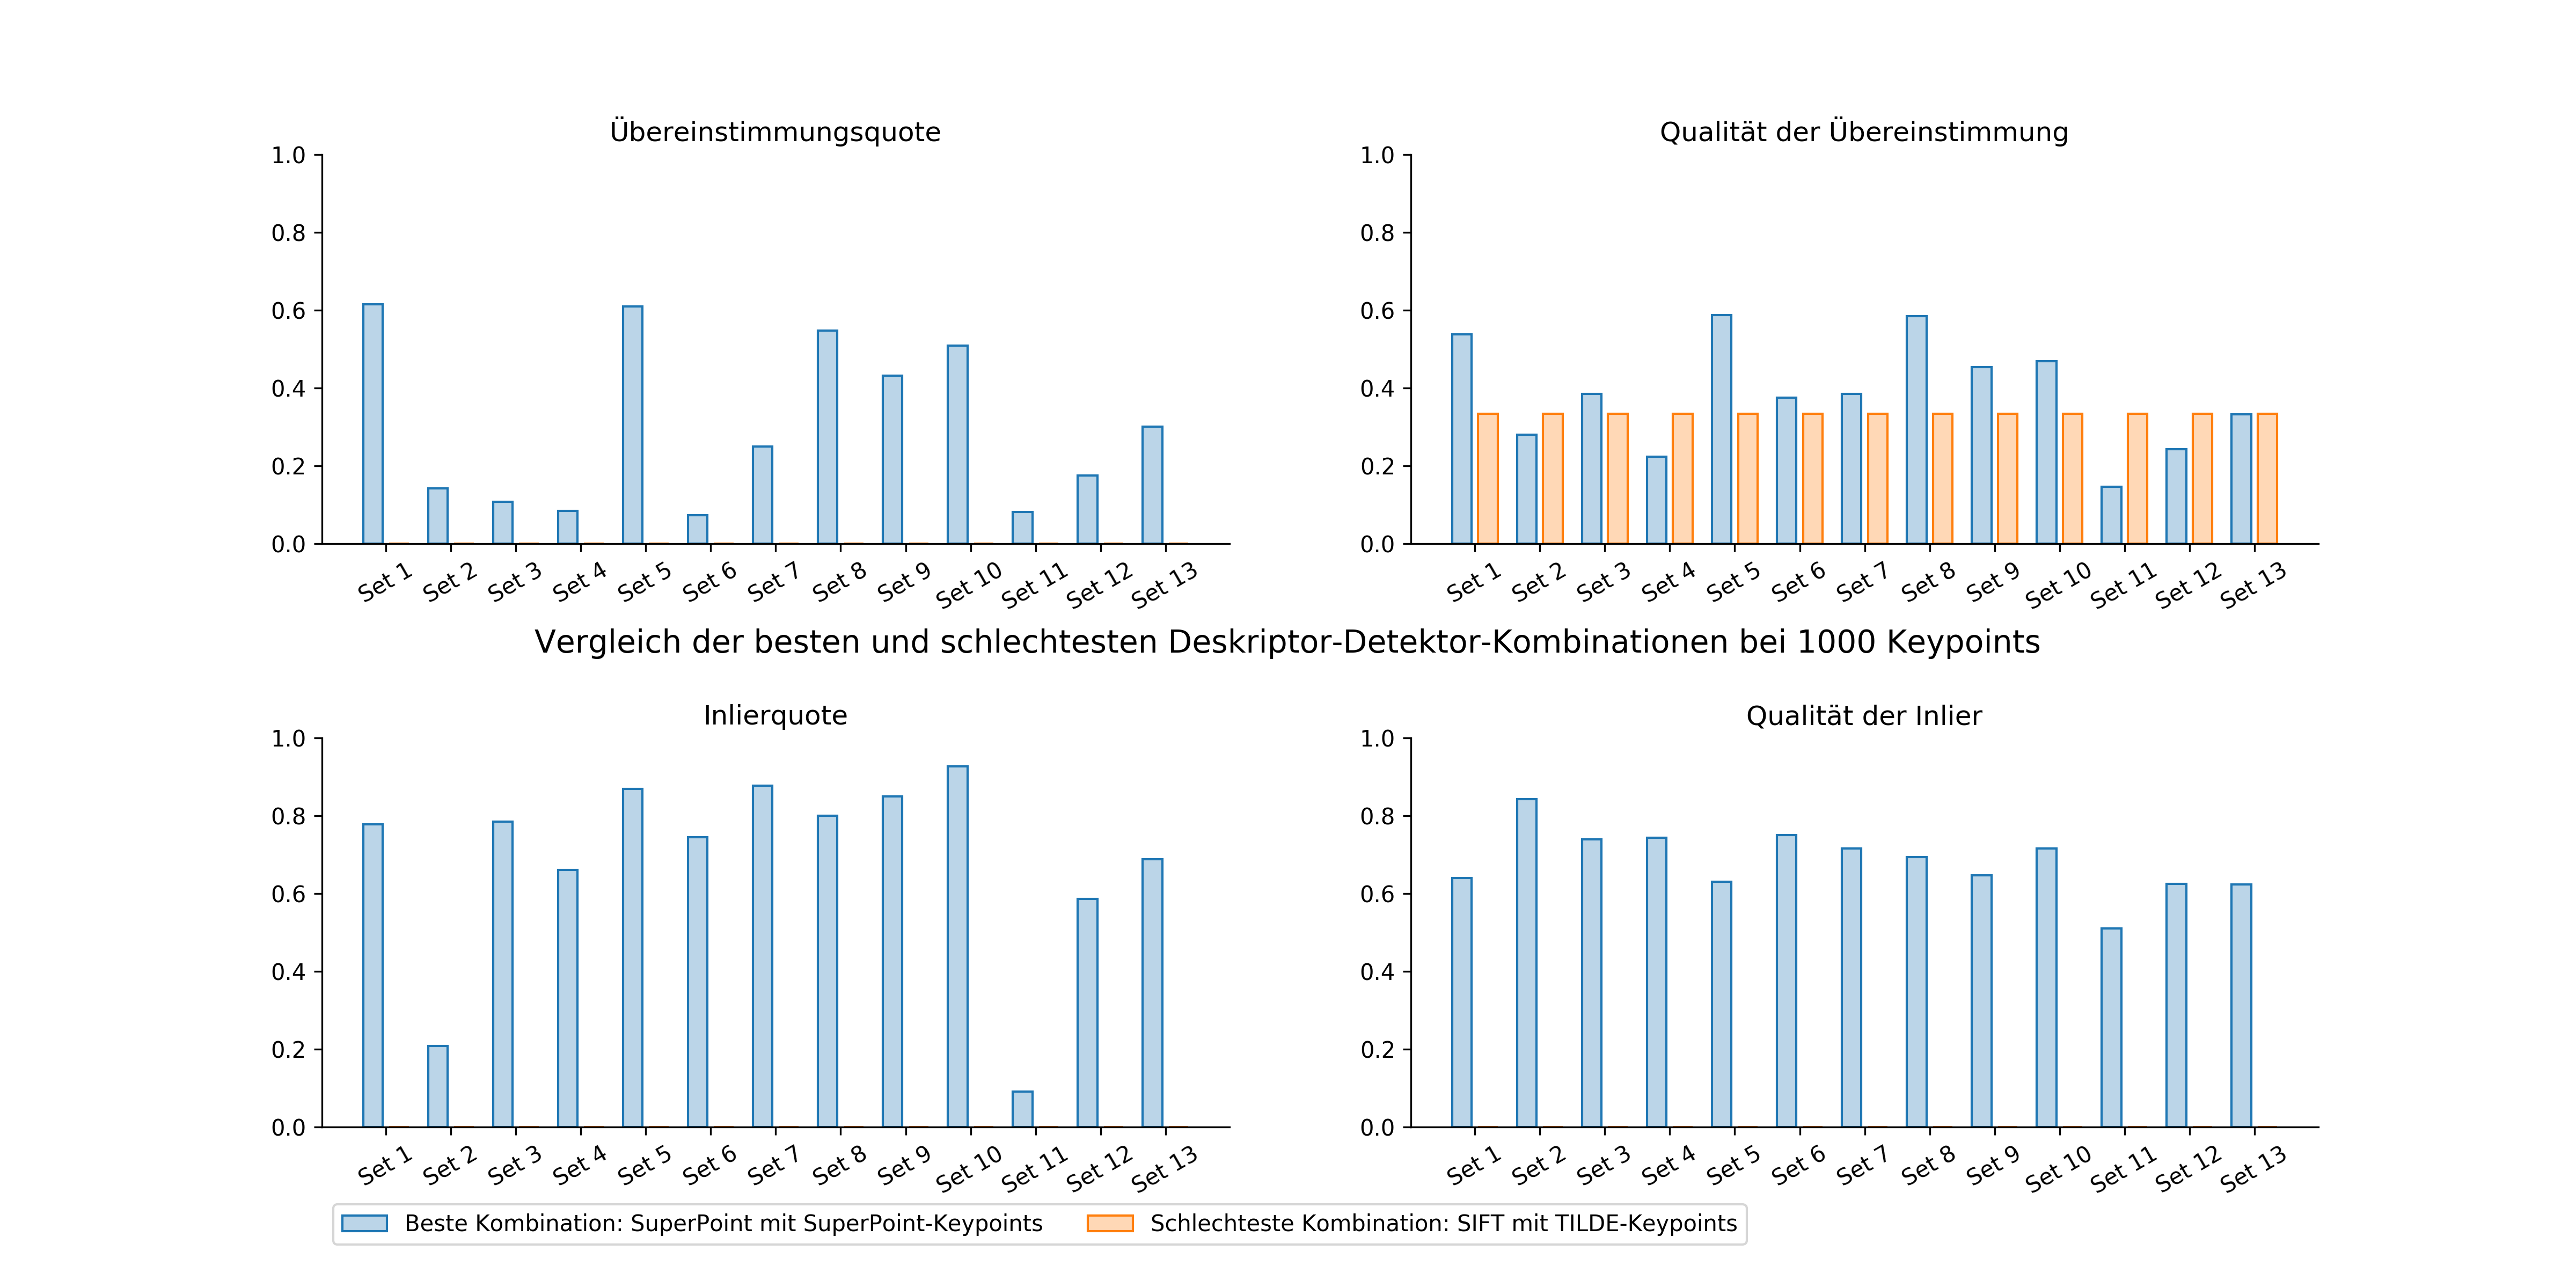 Übereinstimmungsquote
1.0
0.8
0.6
0.4
0.2
0.0
Set 1 Set 2 Set 3 Set 4 Set 5 Set 6 Set 7 Set 8 Set 9 Set 10 Set 11 Set 12 Set 13
Qualität der Übereinstimmung
1.0
0.8
0.6
0.4
0.2
0.0
Set 1 Set 2 Set 3 Set 4 Set 5 Set 6 Set 7 Set 8 Set 9 Set 10 Set 11 Set 12 Set 13
Vergleich der besten und schlechtesten Deskriptor-Detektor-Kombinationen bei 1000 Keypoints
Inlierquote
1.0
0.8
0.6
0.4
0.2
0.0
Set 1 Set 2 Set 3 Set 4 Set 5 Set 6 Set 7 Set 8 Set 9 Set 10 Set 11 Set 12 Set 13
Qualität der Inlier
1.0
0.8
0.6
0.4
0.2
0.0
Set 1 Set 2 Set 3 Set 4 Set 5 Set 6 Set 7 Set 8 Set 9 Set 10 Set 11 Set 12 Set 13
Beste Kombination: SuperPoint mit SuperPoint-Keypoints
Schlechteste Kombination: SIFT mit TILDE-Keypoints